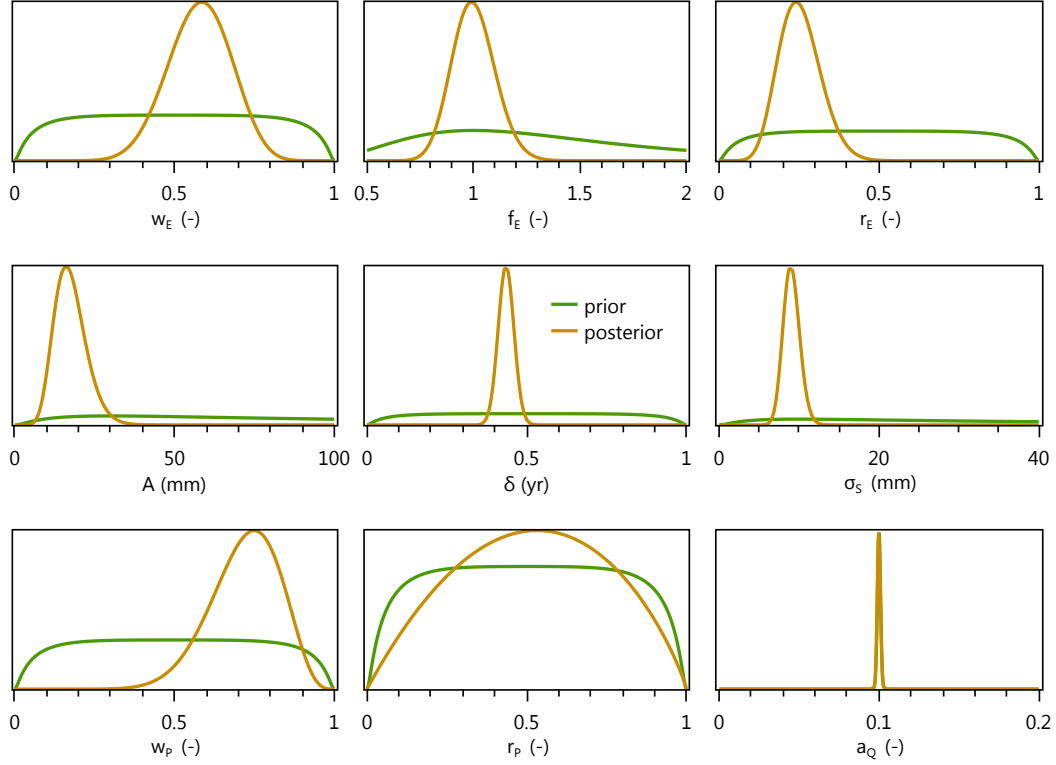 0 0.5 1
w_E (-)
0.5 1 1.5 2
f_E (-)
0 0.5 1
r_E (-)
0 50 100
A (mm)
prior
posterior
0 0.5 1
δ (yr)
0 20 40
σ_S (mm)
0 0.5 1
w_P (-)
0 0.5 1
r_P (-)
0 0.1 0.2
a_Q (-)